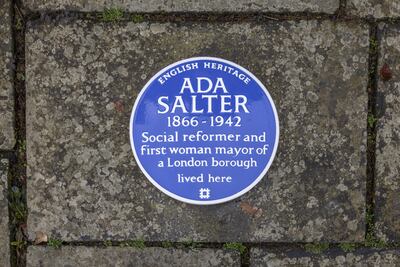 ENGLISH HERITAGE
ADA
SALTER
1866-1942
Social reformer and
first woman mayor of
a London borough
lived here